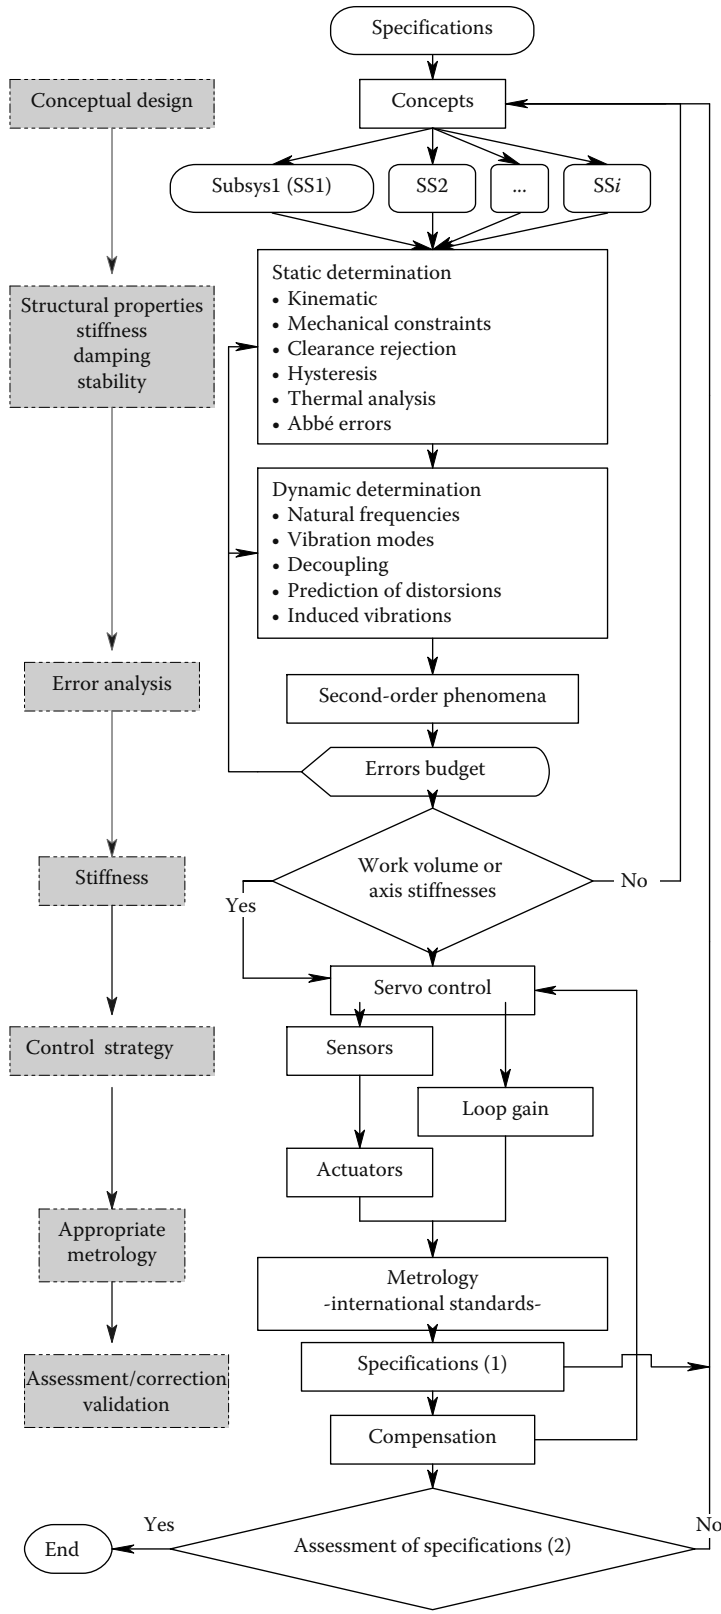 Specifications
Conceptual design
Concepts
Subsys1 (SS1)
SS2
...
SSi
Static determination
• Kinematic
• Mechanical constraints
• Clearance rejection
• Hysteresis
• Thermal analysis
• Abbé errors
Structural properties
stiffness
damping
stability
Dynamic determination
• Natural frequencies
• Vibration modes
• Decoupling
• Prediction of distorsions
• Induced vibrations
Error analysis
Second-order phenomena
Errors budget
Stiffness
Work volume or
axis stiffnesses
No
Yes
Servo control
Control strategy
Sensors
Loop gain
Actuators
Appropriate
metrology
Metrology
-international standards-
Specifications (1)
Assessment/correction
validation
Compensation
Yes
No
End
Assessment of specifications (2)